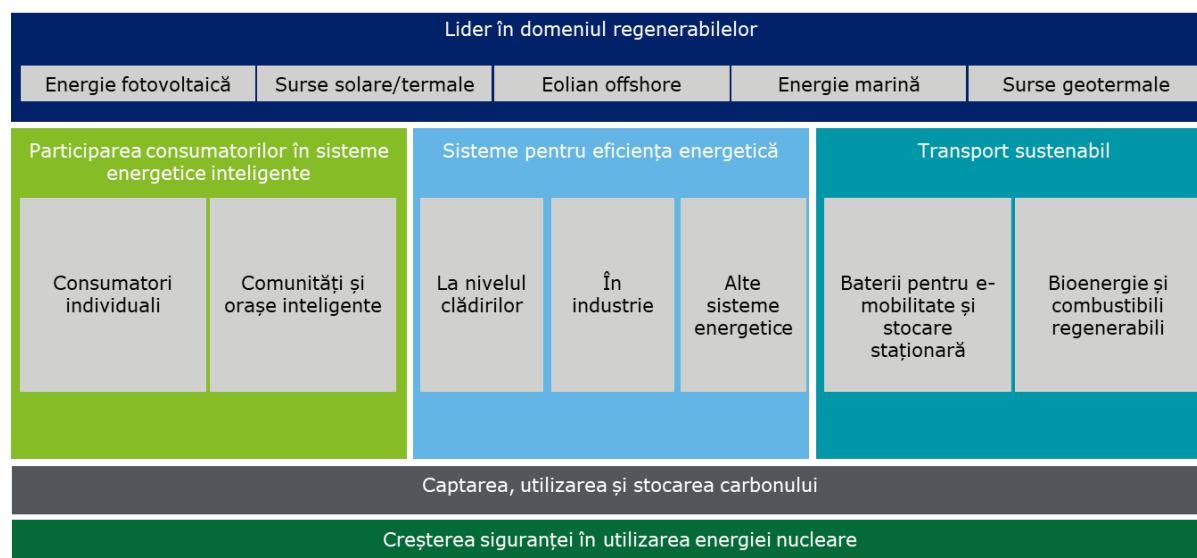 Lider în domeniul regenerabilelor
Energie fotovoltaică
Surse solare/termale
Eolian offshore
Energie marină
Surse geotermale
Participarea consumatorilor în sisteme
energetice inteligente
Consumatori
individuali
Comunități și
orașe inteligente
Sisteme pentru eficiența energetică
La nivelul
clădirilor
În
industrie
Alte
sisteme
energetice
Transport sustenabil
Baterii pentru e-
mobilitate și
stocare
staționară
Bioenergie și
combustibili
regenerabili
Captarea, utilizarea și stocarea carbonului
Creșterea siguranței în utilizarea energiei nucleare